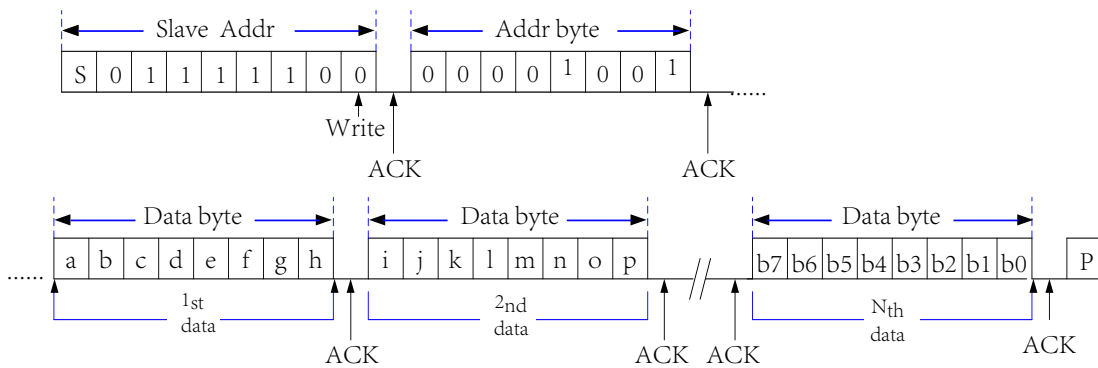 Slave Addr Addr byte
S 0 1 1 1 1 1 0 0 0 0 0 0 1 0 0 1
......
Write
ACK ACK
Data byte Data byte Data byte
...... a b c d e f g h i j k l m n o p b7 b6 b5 b4 b3 b2 b1 b0 P
1st 2nd Nth
data data data
ACK ACK ACK ACK